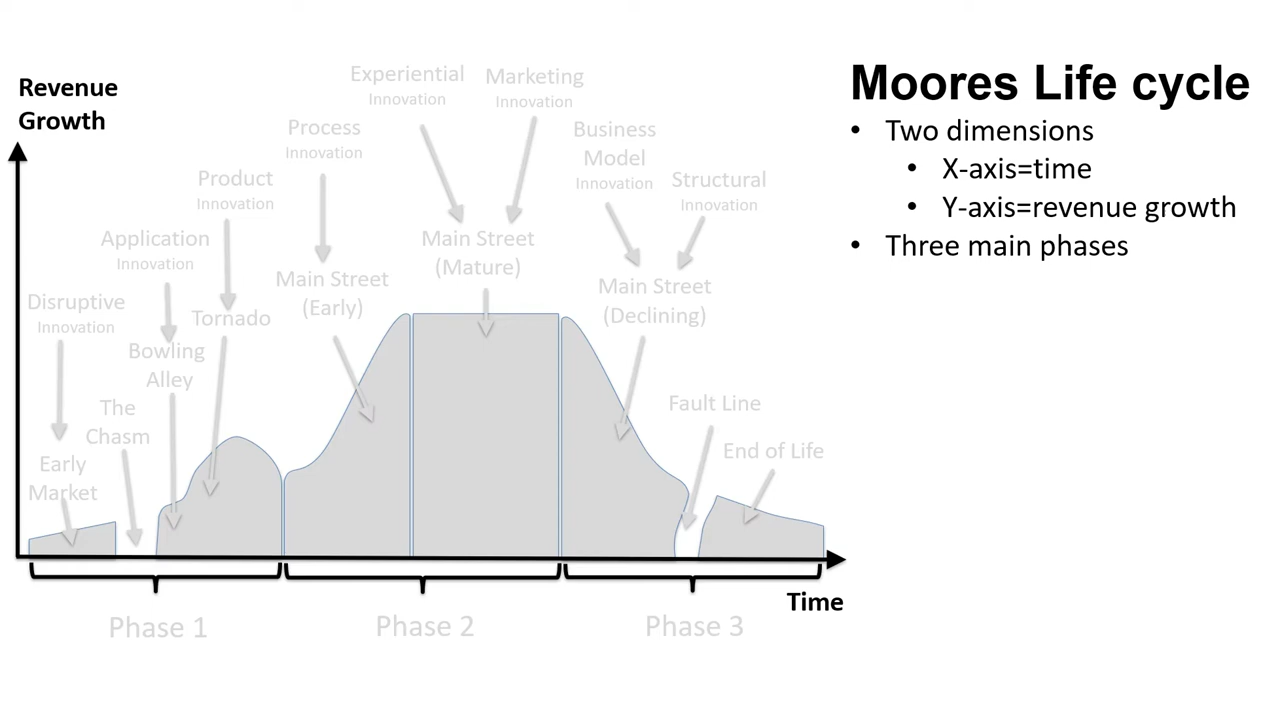 Revenue
Growth
Experiential
Innovation
Marketing
Innovation
Process
Innovation
Business
Model
Innovation
Product
Innovation
Structural
Innovation
Application
Innovation
Main Street
(Mature)
Main Street
(Early)
Main Street
(Declining)
Disruptive
Innovation
Tornado
Bowling
Alley
The
Chasm
Fault Line
End of Life
Early
Market
Time
Phase 1
Phase 2
Phase 3
Moores Life cycle
• Two dimensions
• X-axis=time
• Y-axis=revenue growth
• Three main phases